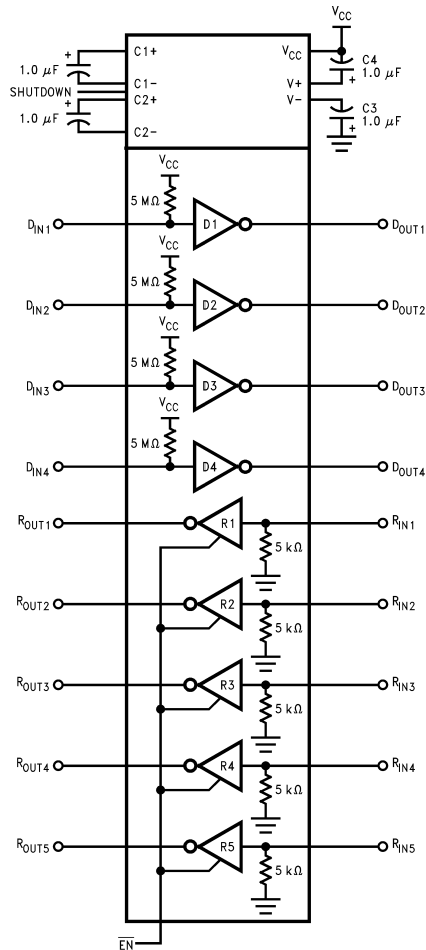 V_CC
C1+
V_CC
C4
1.0 μF
+
1.0 μF
+
C1-
V+
SHUTDOWN
C2+
V-
C3
1.0 μF
+
1.0 μF
+
C2-
V_CC
5 MΩ
D_IN1
D1
D_OUT1
V_CC
5 MΩ
D_IN2
D2
D_OUT2
V_CC
5 MΩ
D_IN3
D3
D_OUT3
V_CC
5 MΩ
D_IN4
D4
D_OUT4
R_OUT1
R1
R_IN1
5 kΩ
R_OUT2
R2
R_IN2
5 kΩ
R_OUT3
R3
R_IN3
5 kΩ
R_OUT4
R4
R_IN4
5 kΩ
R_OUT5
R5
R_IN5
5 kΩ
E̅N̅